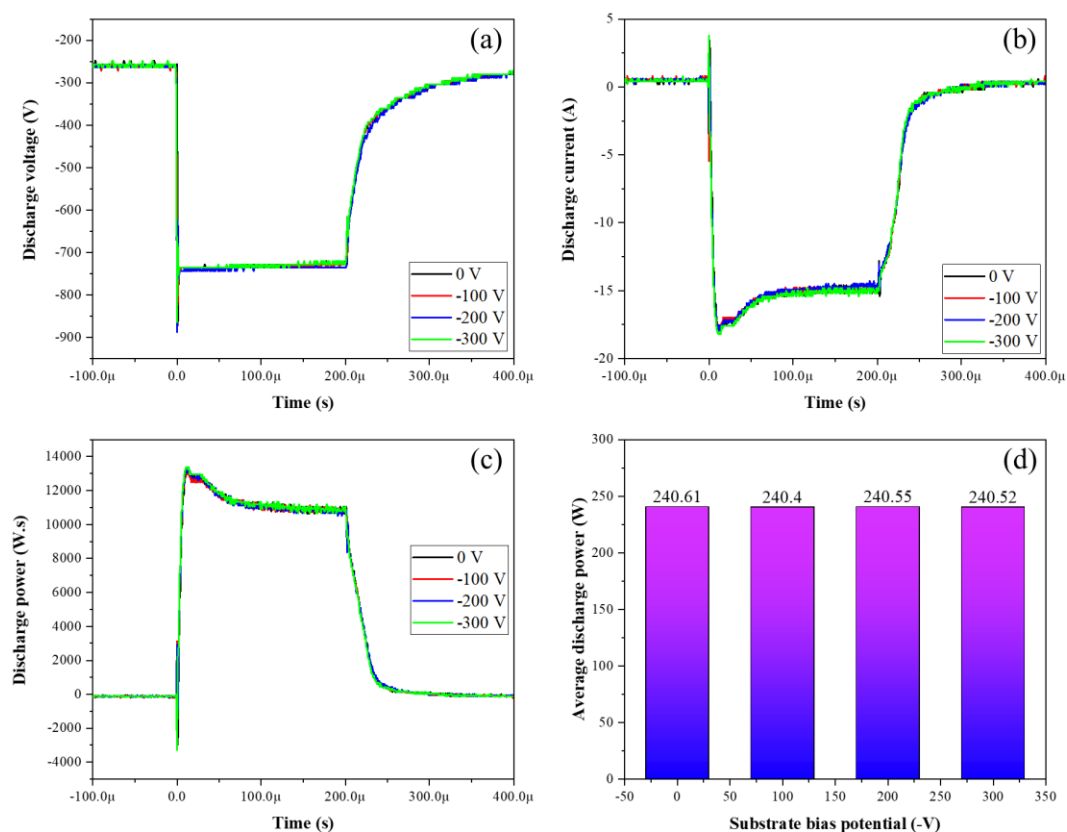 (a)
-200
-300
-400
-500
-600
-700
-800
-900
Discharge voltage (V)
0 V
-100 V
-200 V
-300 V
-100.0μ 0.0 100.0μ 200.0μ 300.0μ 400.0μ
Time (s)
(b)
5
0
-5
-10
-15
-20
Discharge current (A)
0 V
-100 V
-200 V
-300 V
-100.0μ 0.0 100.0μ 200.0μ 300.0μ 400.0μ
Time (s)
(c)
14000
12000
10000
8000
6000
4000
2000
0
-2000
-4000
Discharge power (W.s)
0 V
-100 V
-200 V
-300 V
-100.0μ 0.0 100.0μ 200.0μ 300.0μ 400.0μ
Time (s)
(d)
300
250
200
150
100
50
0
Average discharge power (W)
240.61 240.4 240.55 240.52
-50 0 50 100 150 200 250 300 350
Substrate bias potential (-V)